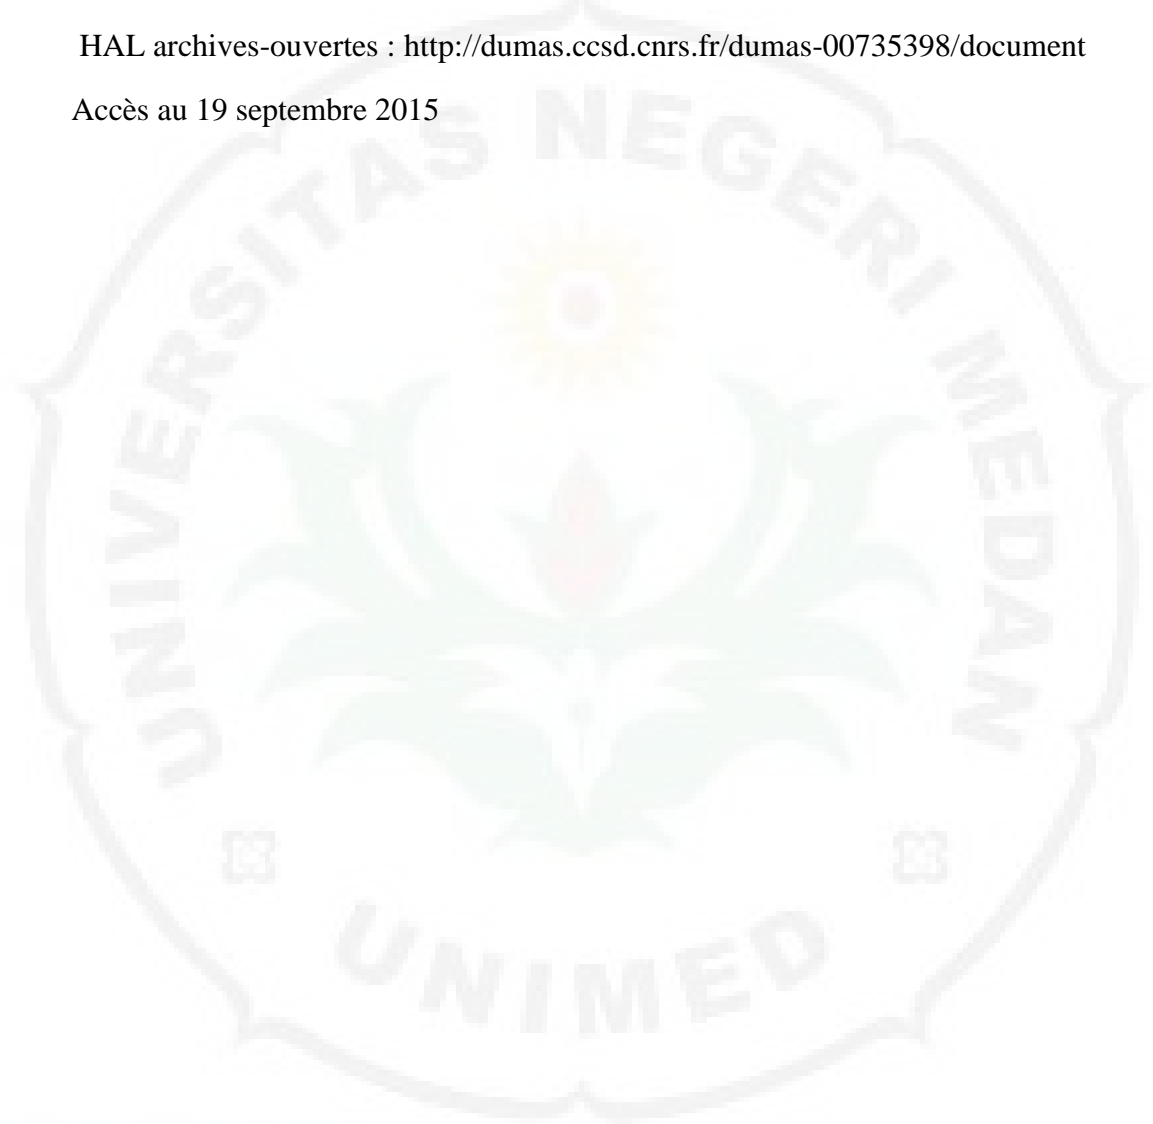 HAL archives-ouvertes : http://dumas.ccsd.cnrs.fr/dumas-00735398/document
Accès au 19 septembre 2015
UNIVERSITAS NEGERI MEDAN
UNIMED